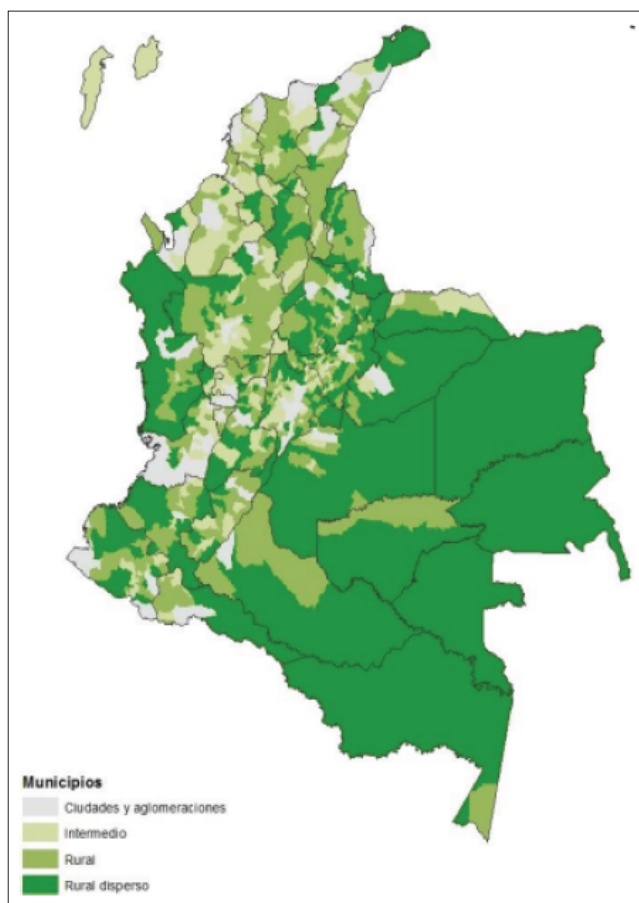 Municipios
Ciudades y aglomeraciones
Intermedio
Rural
Rural disperso